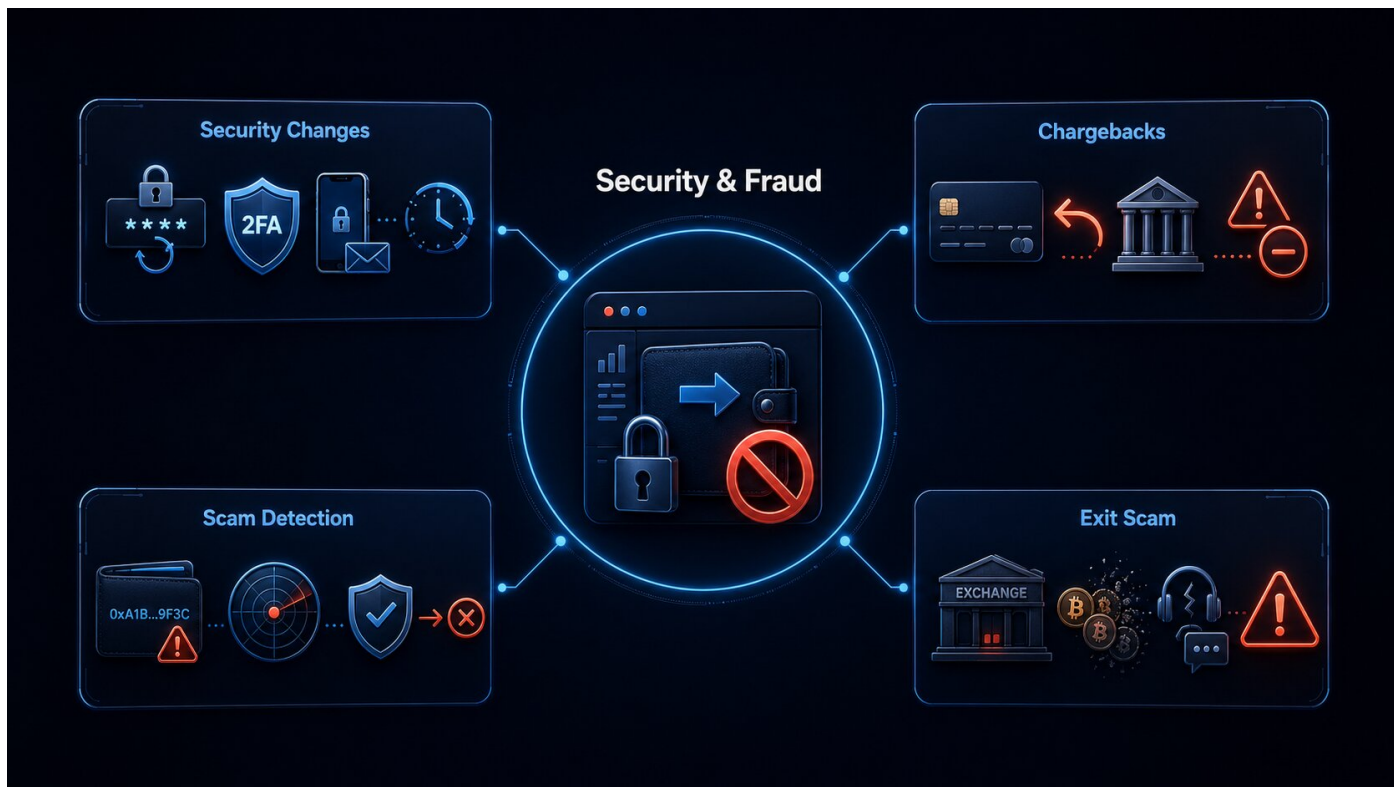 Security & Fraud
Security Changes
****
2FA
Chargebacks
Scam Detection
0xA1B...9F3C
Exit Scam
EXCHANGE